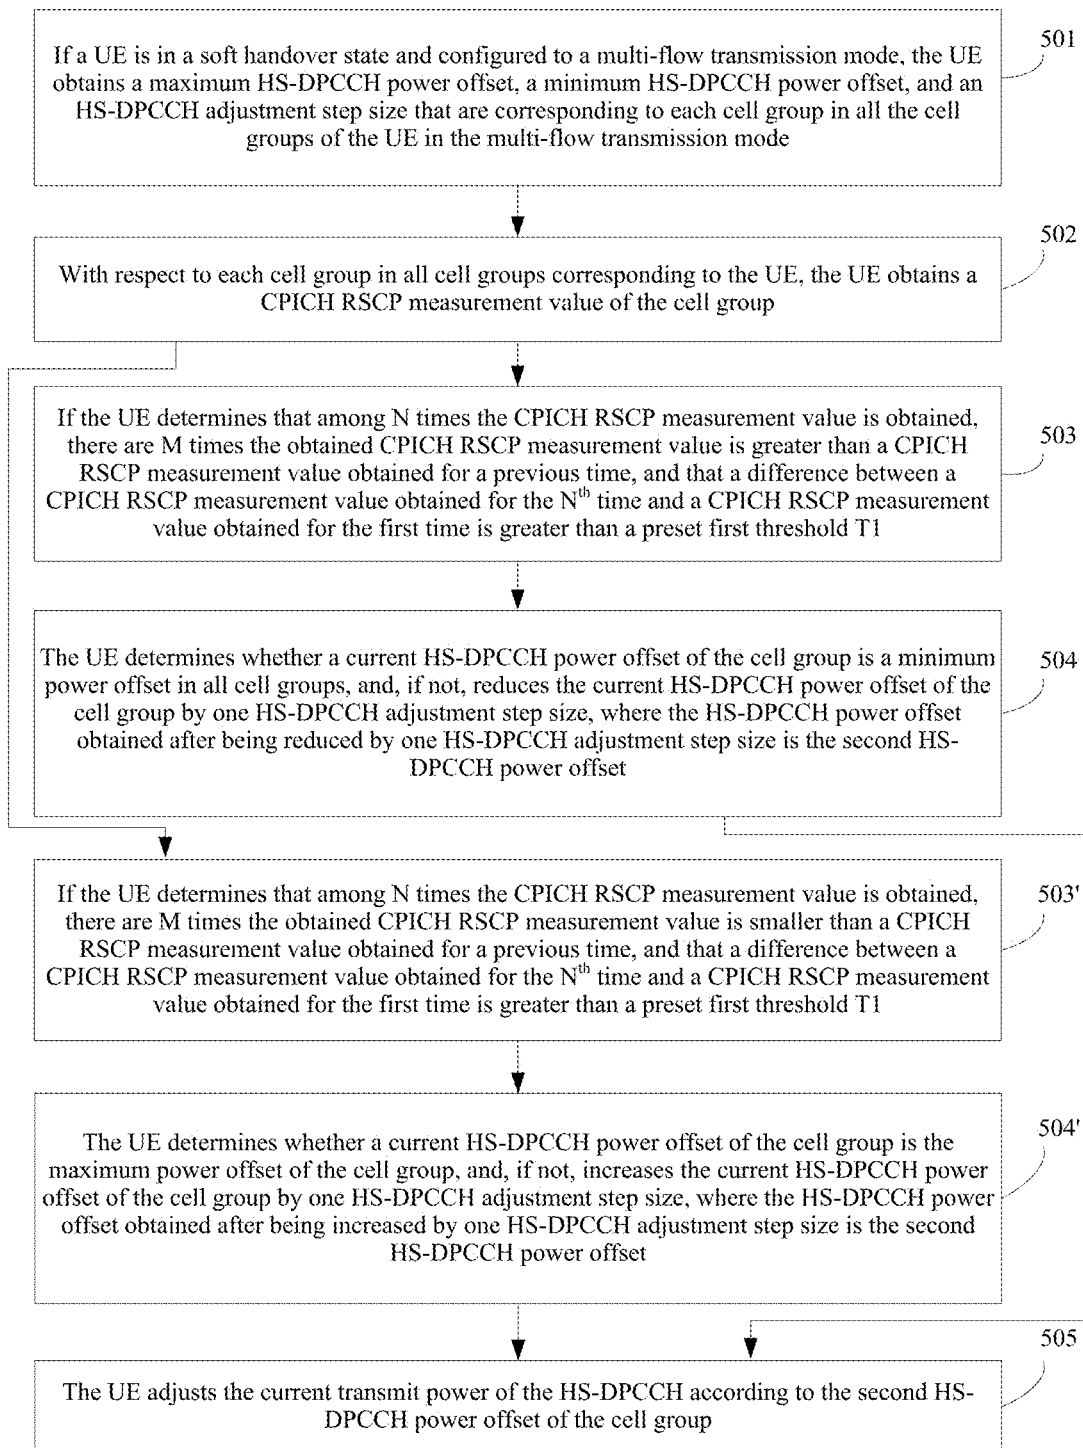 If a UE is in a soft handover state and configured to a multi-flow transmission mode, the UE
obtains a maximum HS-DPCCH power offset, a minimum HS-DPCCH power offset, and an
HS-DPCCH adjustment step size that are corresponding to each cell group in all the cell
groups of the UE in the multi-flow transmission mode
501
With respect to each cell group in all cell groups corresponding to the UE, the UE obtains a
CPICH RSCP measurement value of the cell group
502
If the UE determines that among N times the CPICH RSCP measurement value is obtained,
there are M times the obtained CPICH RSCP measurement value is greater than a CPICH
RSCP measurement value obtained for a previous time, and that a difference between a
CPICH RSCP measurement value obtained for the Nth time and a CPICH RSCP measurement
value obtained for the first time is greater than a preset first threshold T1
503
The UE determines whether a current HS-DPCCH power offset of the cell group is a minimum
power offset in all cell groups, and, if not, reduces the current HS-DPCCH power offset of the
cell group by one HS-DPCCH adjustment step size, where the HS-DPCCH power offset
obtained after being reduced by one HS-DPCCH adjustment step size is the second HS-
DPCCH power offset
504
If the UE determines that among N times the CPICH RSCP measurement value is obtained,
there are M times the obtained CPICH RSCP measurement value is smaller than a CPICH
RSCP measurement value obtained for a previous time, and that a difference between a
CPICH RSCP measurement value obtained for the Nth time and a CPICH RSCP measurement
value obtained for the first time is greater than a preset first threshold T1
503'
The UE determines whether a current HS-DPCCH power offset of the cell group is the
maximum power offset of the cell group, and, if not, increases the current HS-DPCCH power
offset of the cell group by one HS-DPCCH adjustment step size, where the HS-DPCCH power
offset obtained after being increased by one HS-DPCCH adjustment step size is the second
HS-DPCCH power offset
504'
The UE adjusts the current transmit power of the HS-DPCCH according to the second HS-
DPCCH power offset of the cell group
505